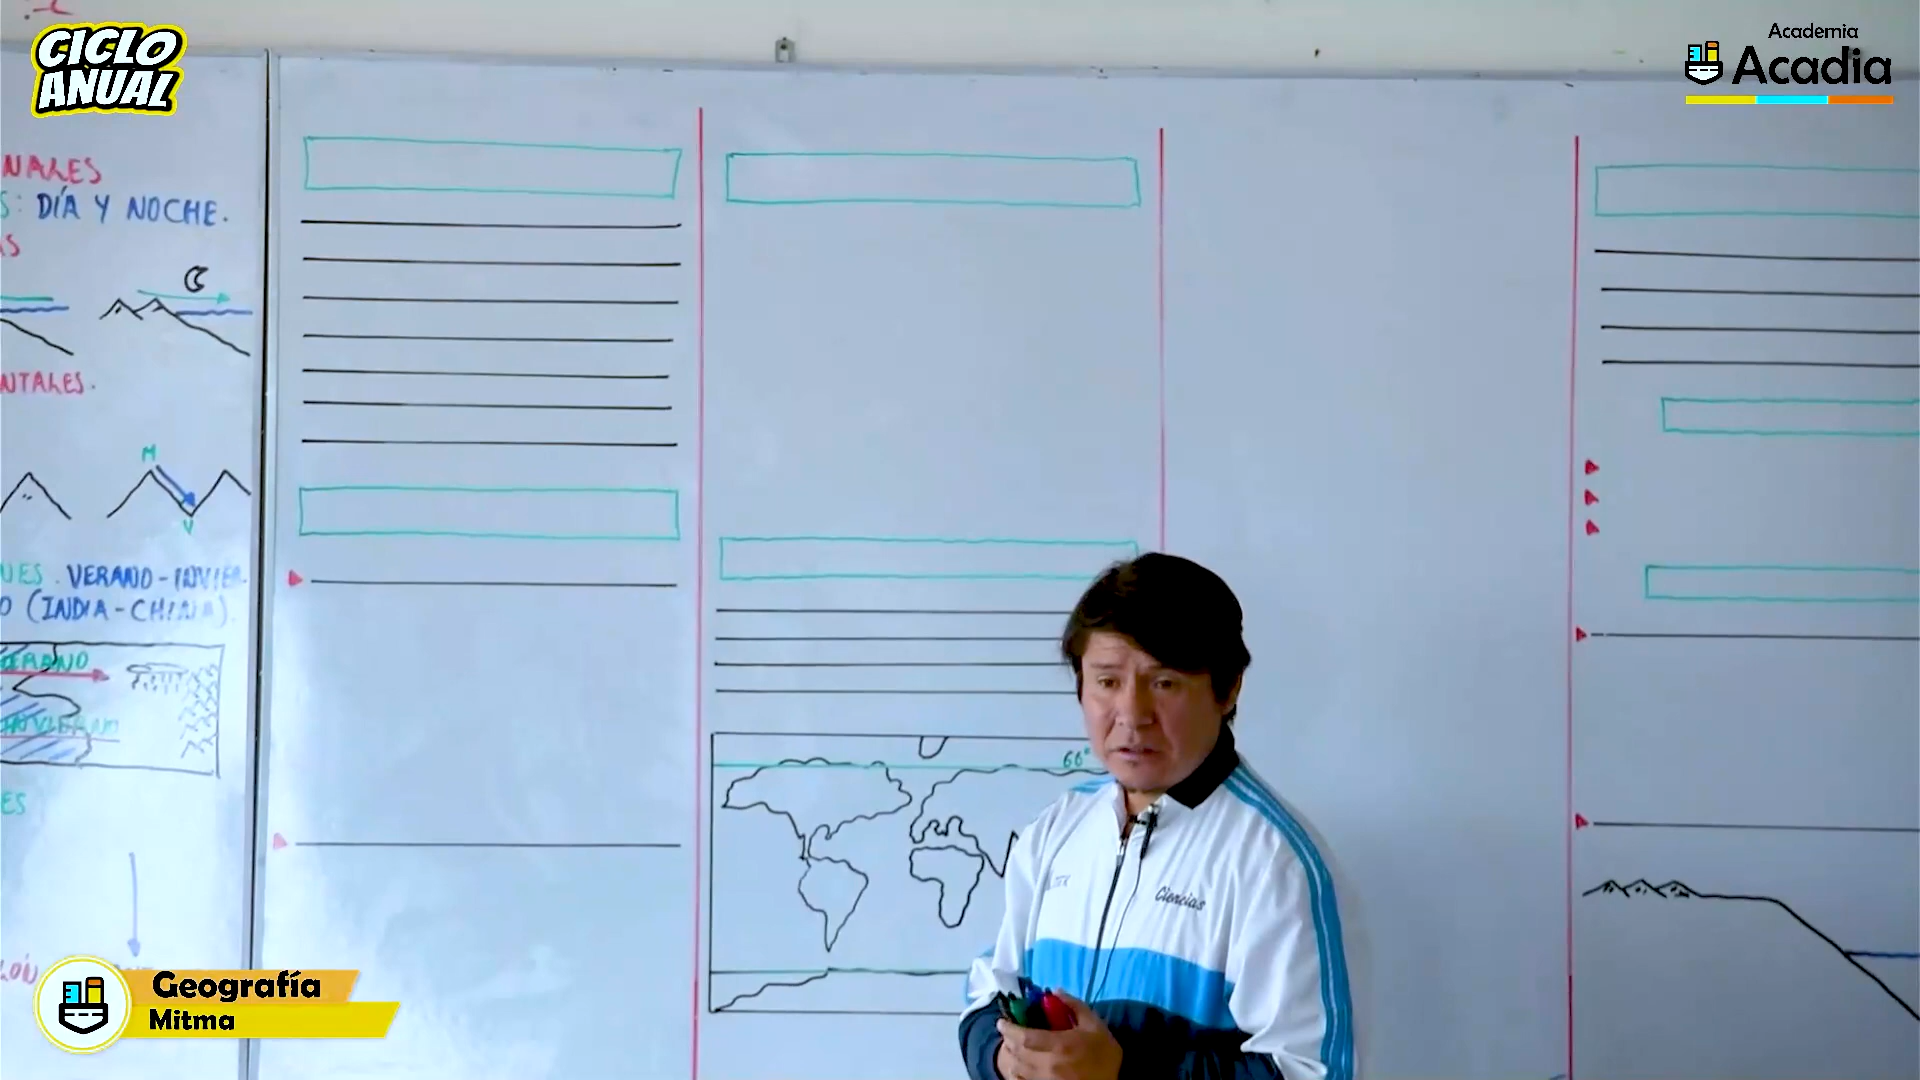 CICLO
ANUAL
Academia
Acadia
NALES
S: DÍA Y NOCHE.
AS
NTALES.
M
V
NES. VERANO-INVIER.
O (INDIA-CHINA).
VERANO
INVIERNO
ES
60°
Ciencias
Geografía
Mitma